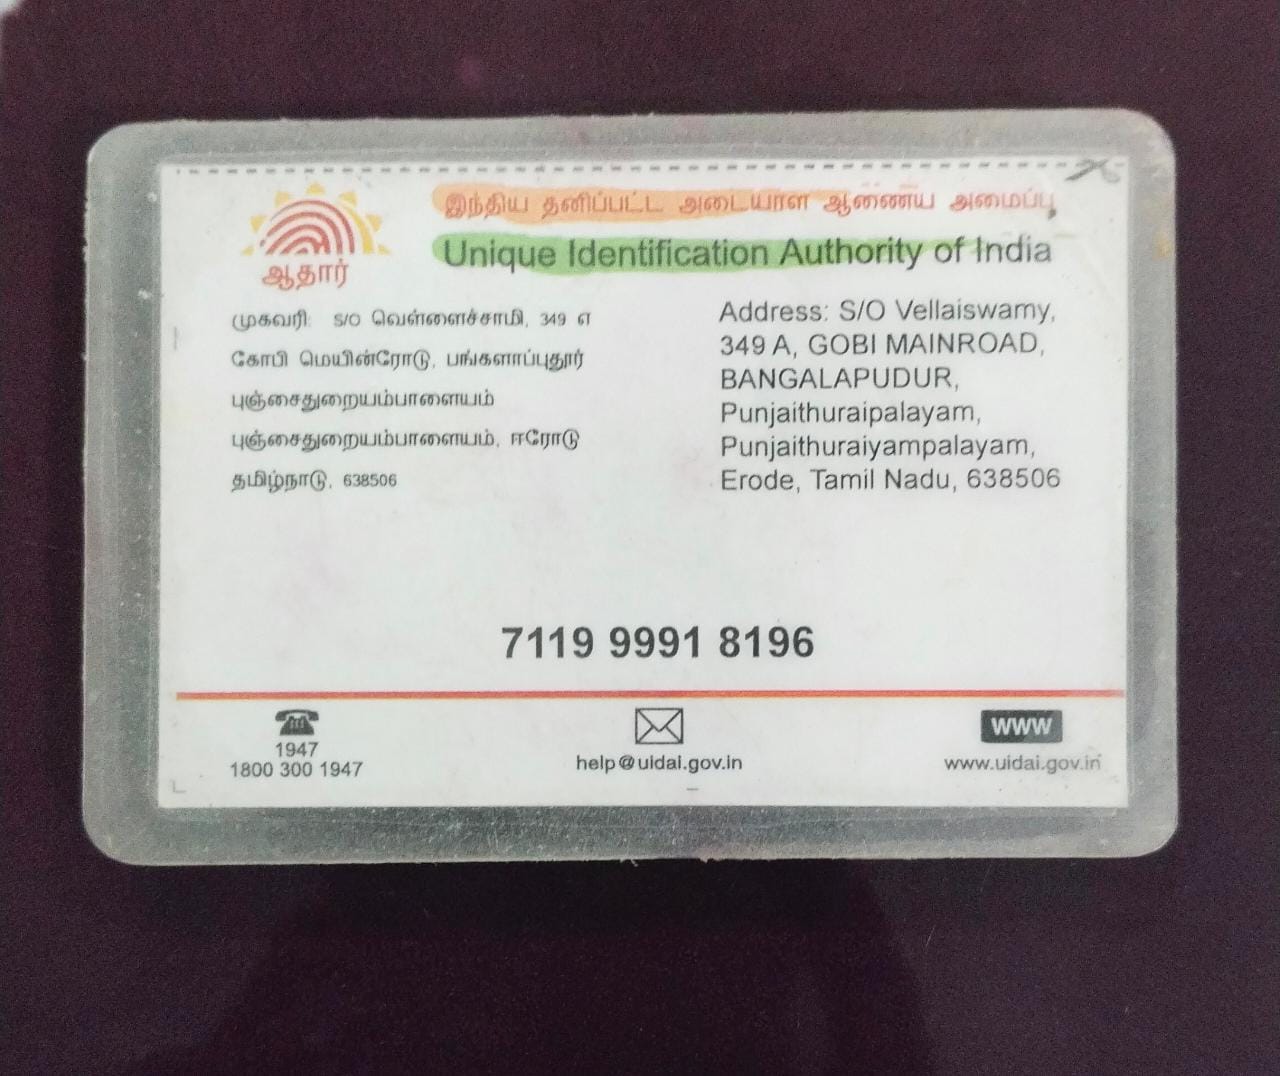 இந்திய தனிப்பட்ட அடையாள ஆணைய அமைப்பு
Unique Identification Authority of India
ஆதார்
முகவரி: S/O வெள்ளைச்சாமி, 349 எ
கோபி மெயின்ரோடு, பங்களாப்புதூர்
புஞ்சைதுறையம்பாளையம்
புஞ்சைதுறையம்பாளையம், ஈரோடு
தமிழ்நாடு, 638506
Address: S/O Vellaiswamy,
349 A, GOBI MAINROAD,
BANGALAPUDUR,
Punjaithuraipalayam,
Punjaithuraiyampalayam,
Erode, Tamil Nadu, 638506
7119 9991 8196
1947
1800 300 1947
help@uidai.gov.in
WWW
www.uidai.gov.in